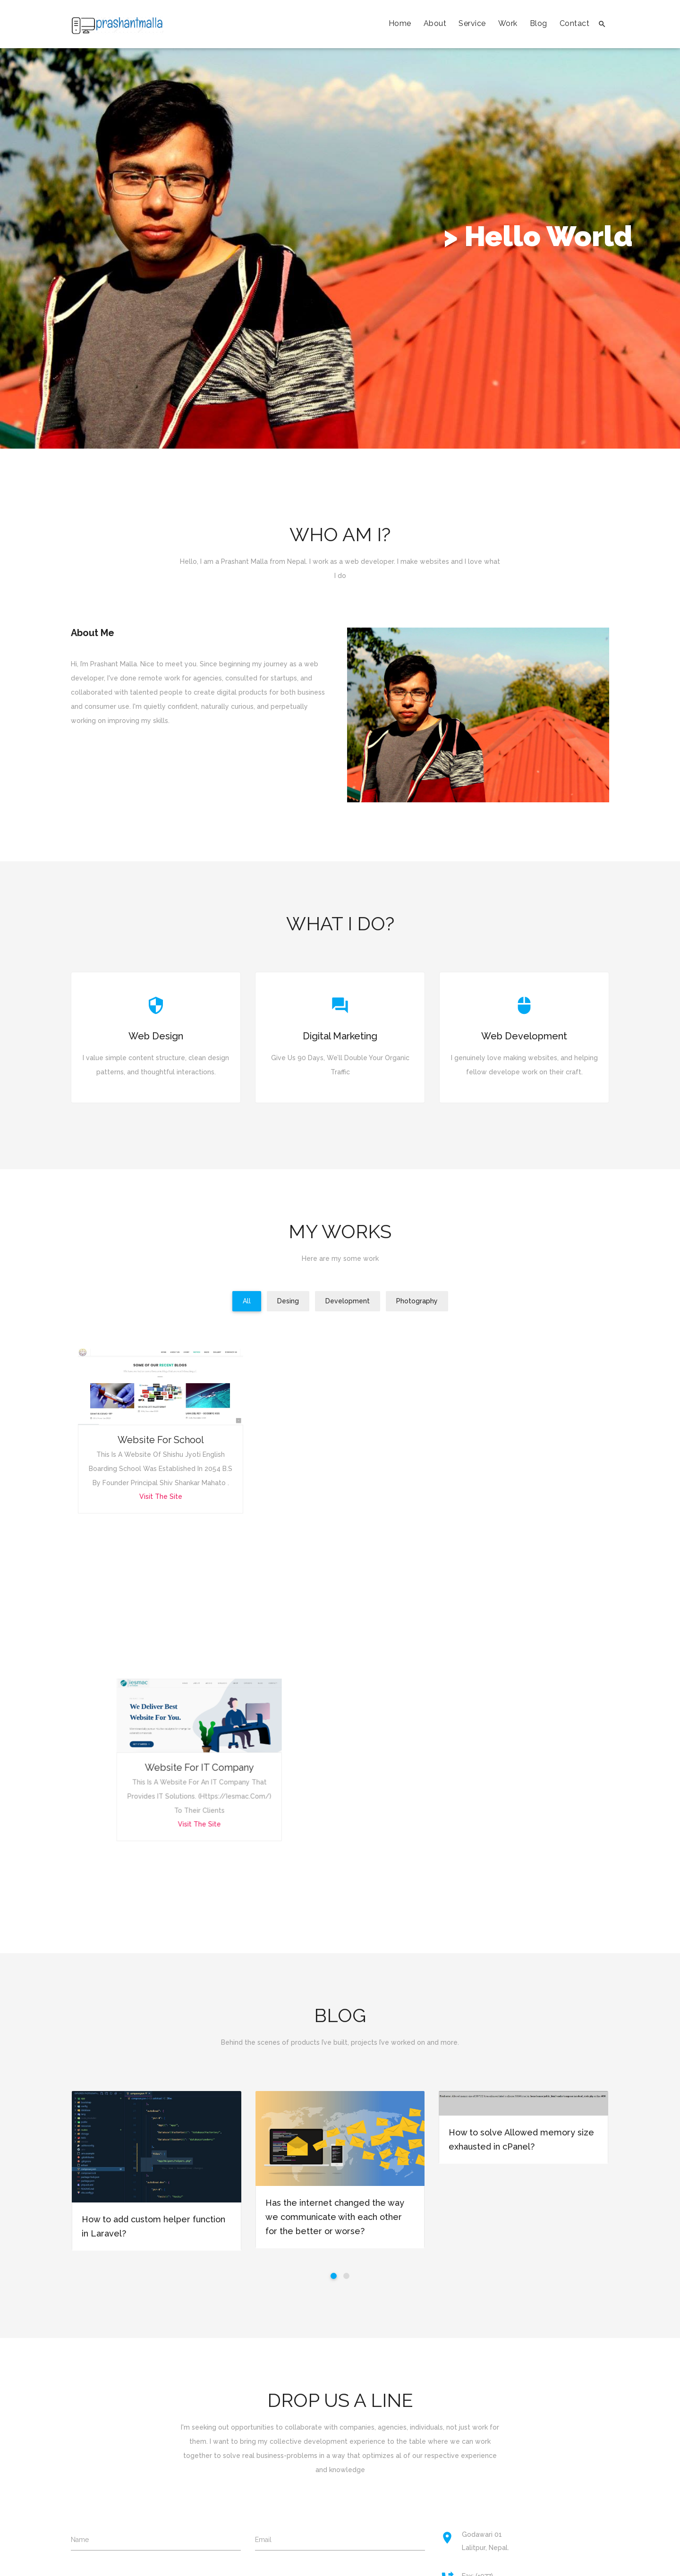 prashantmalla
Home About Service Work Blog Contact
> Hello World
WHO AM I?
Hello, I am a Prashant Malla from Nepal. I work as a web developer. I make websites and I love what
I do
About Me
Hi, I'm Prashant Malla. Nice to meet you. Since beginning my journey as a web
developer, I've done remote work for agencies, consulted for startups, and
collaborated with talented people to create digital products for both business
and consumer use. I'm quietly confident, naturally curious, and perpetually
working on improving my skills.
WHAT I DO?
Web Design
I value simple content structure, clean design
patterns, and thoughtful interactions.
Digital Marketing
Give Us 90 Days, We'll Double Your Organic
Traffic
Web Development
I genuinely love making websites, and helping
fellow develope work on their craft.
MY WORKS
Here are my some work
All Desing Development Photography
SOME OF OUR RECENT BLOGS
Website For School
This Is A Website Of Shishu Jyoti English
Boarding School Was Established In 2054 B.S
By Founder Principal Shiv Shankar Mahato .
Visit The Site
iesmac
We Deliver Best
Website For You.
Website For IT Company
This Is A Website For An IT Company That
Provides IT Solutions. (Https://Iesmac.Com/)
To Their Clients
Visit The Site
BLOG
Behind the scenes of products I've built, projects I've worked on and more.
How to add custom helper function
in Laravel?
Has the internet changed the way
we communicate with each other
for the better or worse?
How to solve Allowed memory size
exhausted in cPanel?
DROP US A LINE
I'm seeking out opportunities to collaborate with companies, agencies, individuals, not just work for
them. I want to bring my collective development experience to the table where we can work
together to solve real business-problems in a way that optimizes al of our respective experience
and knowledge
Name
Email
Godawari 01
Lalitpur, Nepal.